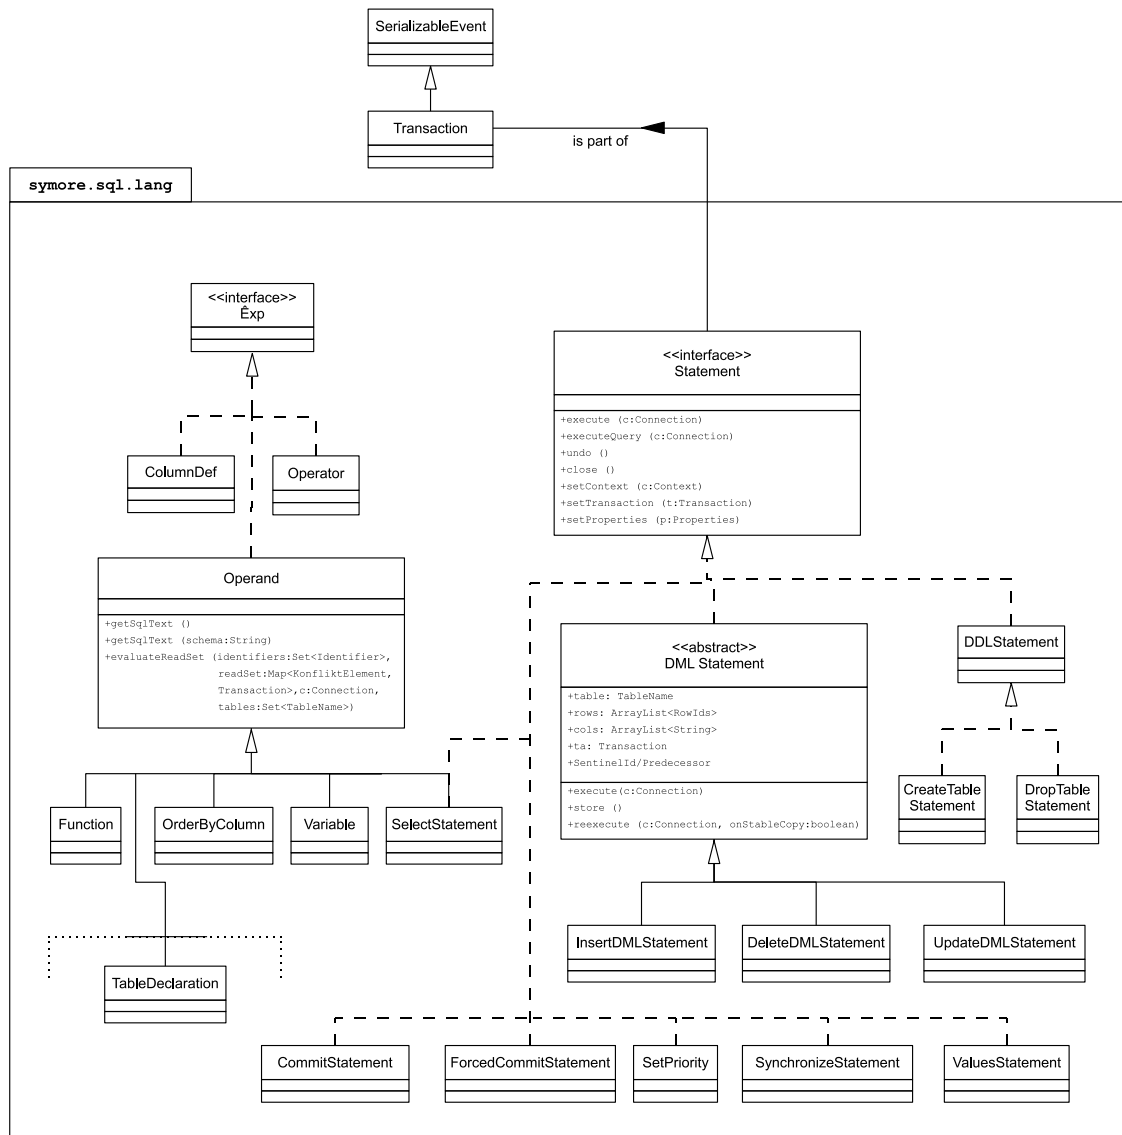 SerializableEvent
Transaction
is part of
symore.sql.lang
<<interface>>
Êxp
<<interface>>
Statement
+execute (c:Connection)
+executeQuery (c:Connection)
+undo ()
+close ()
+setContext (c:Context)
+setTransaction (t:Transaction)
+setProperties (p:Properties)
ColumnDef
Operator
Operand
+getSqlText ()
+getSqlText (schema:String)
+evaluateReadSet (identifiers:Set<Identifier>,
readSet:Map<KonfliktElement,
Transaction>,c:Connection,
tables:Set<TableName>)
<<abstract>>
DML Statement
+table: TableName
+rows: ArrayList<RowIds>
+cols: ArrayList<String>
+ta: Transaction
+SentinelId/Predecessor
+execute(c:Connection)
+store ()
+reexecute (c:Connection, onStableCopy:boolean)
DDLStatement
CreateTable
Statement
DropTable
Statement
Function
OrderByColumn
Variable
SelectStatement
InsertDMLStatement
DeleteDMLStatement
UpdateDMLStatement
TableDeclaration
CommitStatement
ForcedCommitStatement
SetPriority
SynchronizeStatement
ValuesStatement